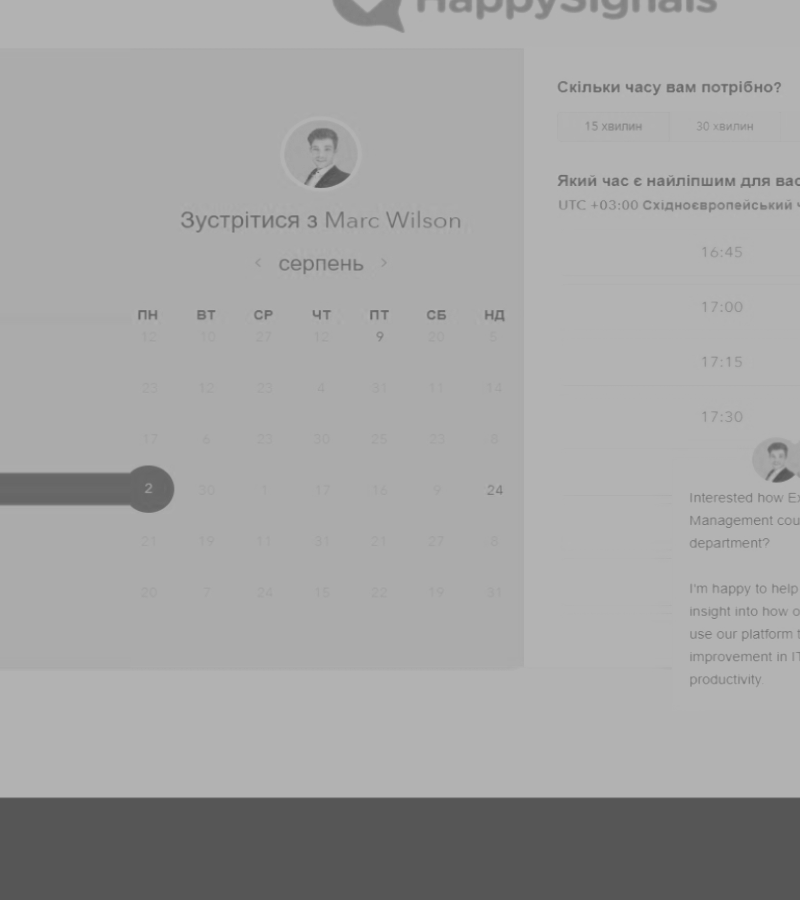 HappySignals
Зустрітися з Marc Wilson
< серпень >
ПН ВТ СР ЧТ ПТ СБ НД
12 10 27 12 9 20 5
23 12 23 4 31 11 14
17 6 23 30 25 23 8
2 30 1 17 16 9 24
21 19 11 31 21 27 8
20 7 24 15 22 19 31
Скільки часу вам потрібно?
15 хвилин 30 хвилин
Який час є найліпшим для вас
UTC +03:00 Східноєвропейський ч
16:45
17:00
17:15
17:30
Interested how Ex
Management cou
department?
I'm happy to help
insight into how o
use our platform t
improvement in IT
productivity.